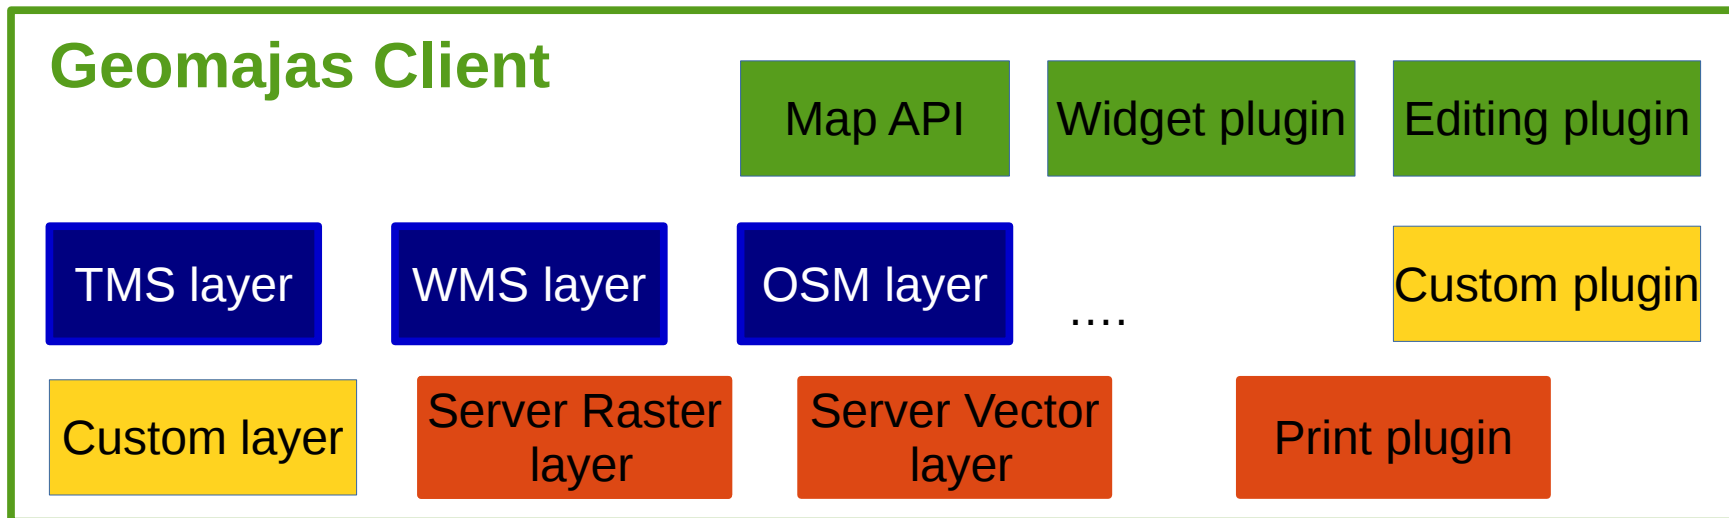 Geomajas Client
Map API
Widget plugin
Editing plugin
TMS layer
WMS layer
OSM layer
....
Custom plugin
Custom layer
Server Raster
layer
Server Vector
layer
Print plugin